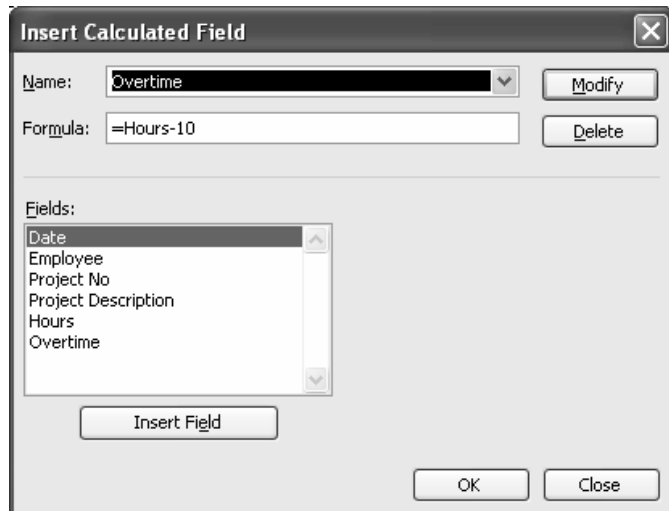 Insert Calculated Field
Name: Overtime Modify
Formula: =Hours-10 Delete
Fields:
Date
Employee
Project No
Project Description
Hours
Overtime
Insert Field
OK Close